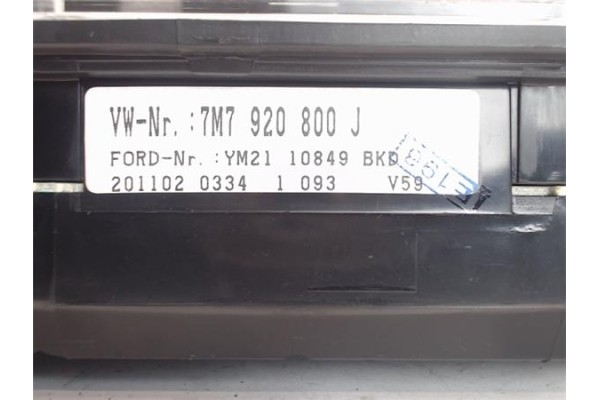 VW-Nr. :7M7 920 800 J
FORD-Nr. :YM21 10849 BKD
201102 0334 1 093 V59